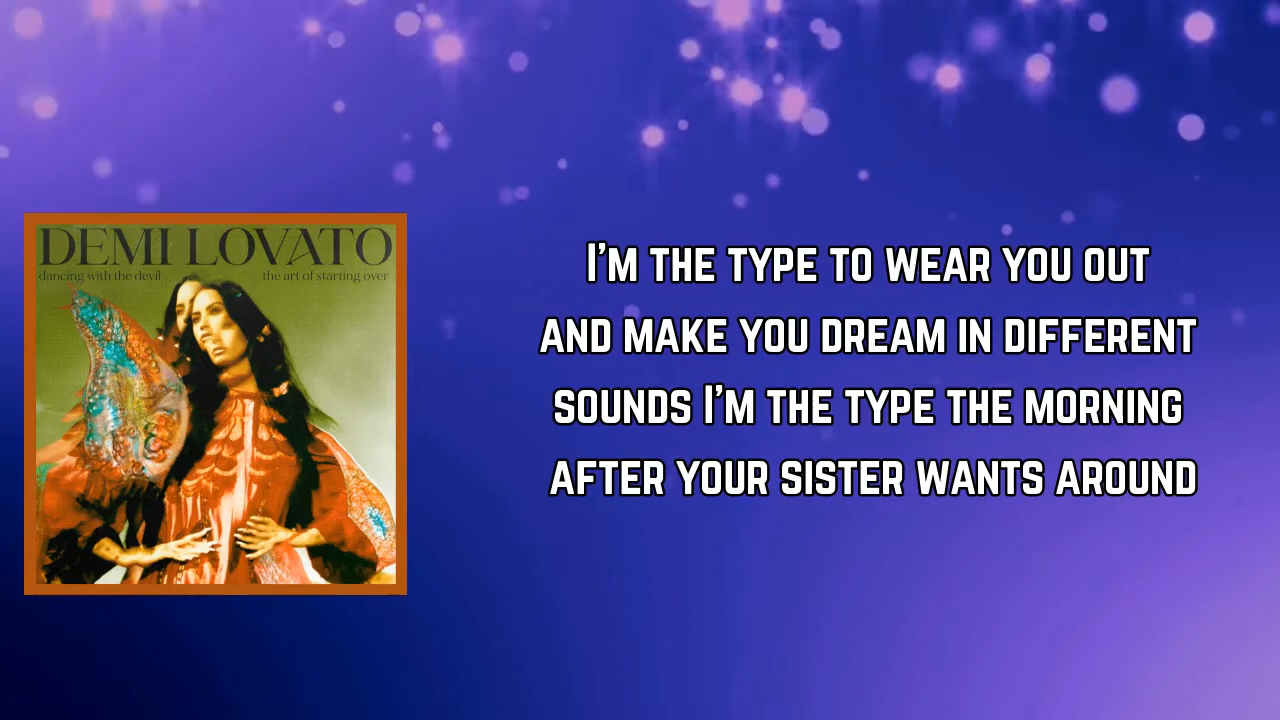 DEMI LOVATO
dancing with the devil the art of starting over
I'M THE TYPE TO WEAR YOU OUT
AND MAKE YOU DREAM IN DIFFERENT
SOUNDS I'M THE TYPE THE MORNING
AFTER YOUR SISTER WANTS AROUND